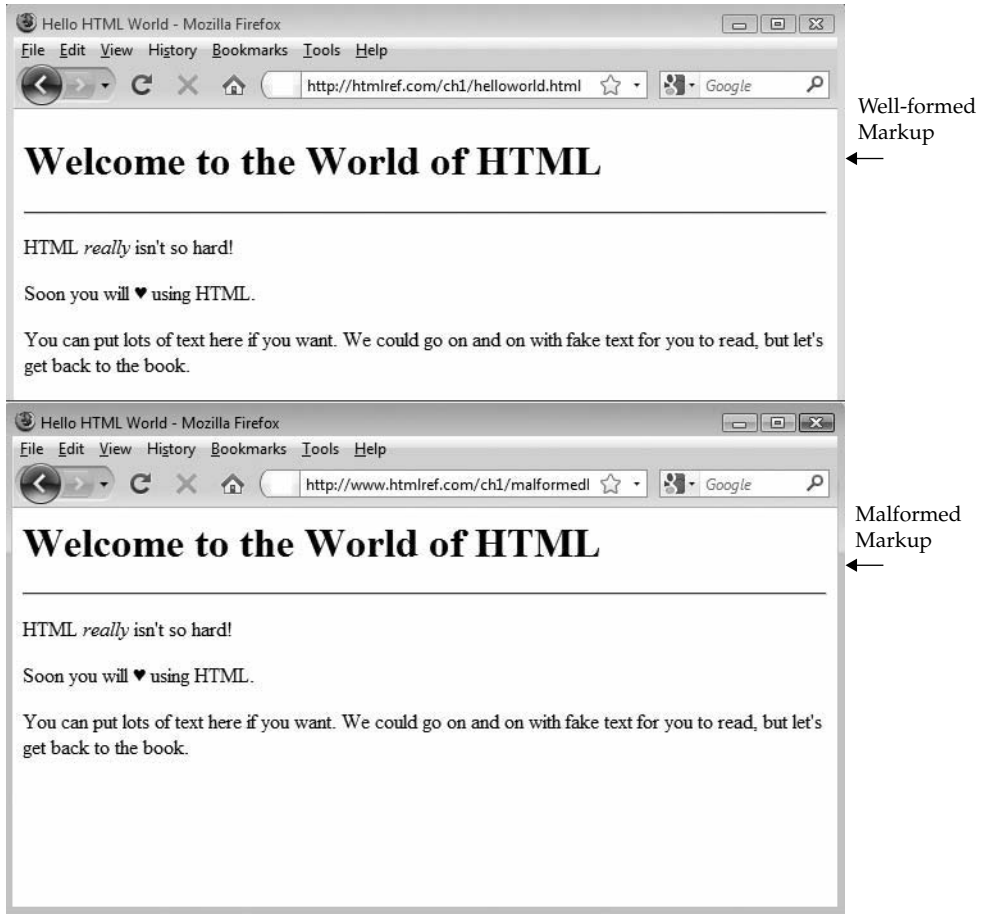 Hello HTML World - Mozilla Firefox
File Edit View History Bookmarks Tools Help
http://htmlref.com/ch1/helloworld.html Google
Well-formed
Markup
Welcome to the World of HTML
HTML really isn't so hard!
Soon you will ♥ using HTML.
You can put lots of text here if you want. We could go on and on with fake text for you to read, but let's
get back to the book.
Hello HTML World - Mozilla Firefox
File Edit View History Bookmarks Tools Help
http://www.htmlref.com/ch1/malformedl Google
Malformed
Markup
Welcome to the World of HTML
HTML really isn't so hard!
Soon you will ♥ using HTML.
You can put lots of text here if you want. We could go on and on with fake text for you to read, but let's
get back to the book.